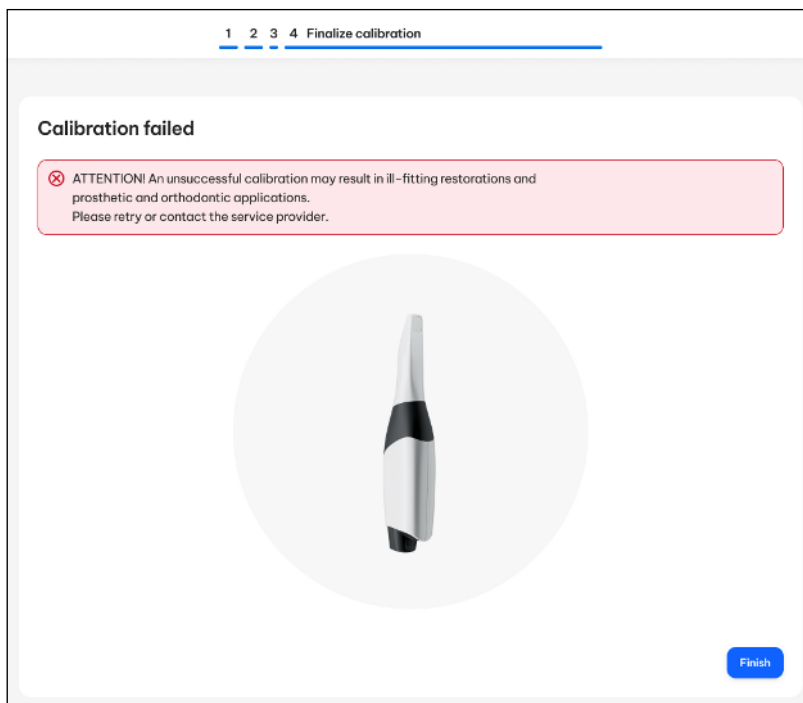 1 2 3 4 Finalize calibration
Calibration failed
ATTENTION! An unsuccessful calibration may result in ill-fitting restorations and
prosthetic and orthodontic applications.
Please retry or contact the service provider.
Finish